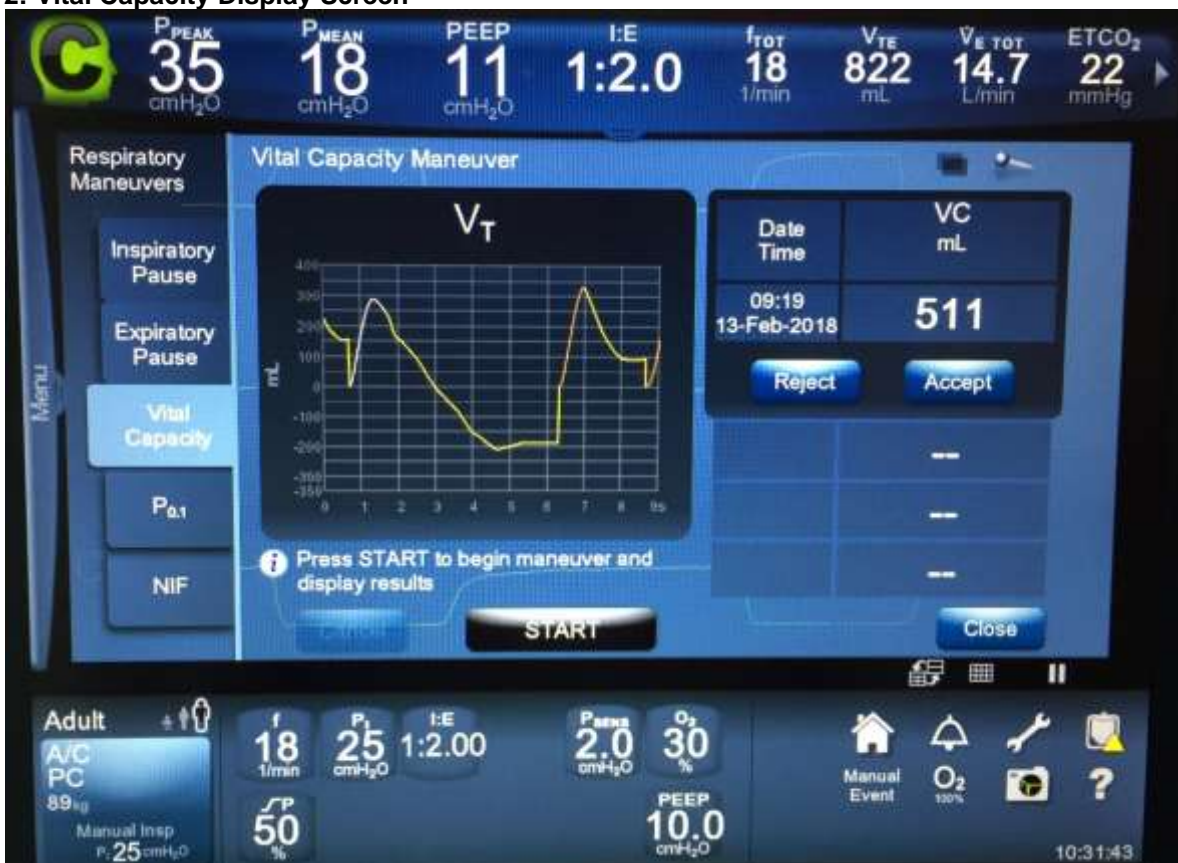 2. Vital Capacity Display Screen
PPEAK
35
cmH2O
PMEAN
18
cmH2O
PEEP
11
cmH2O
I:E
1:2.0
fTOT
18
1/min
VTE
822
mL
V̇E TOT
14.7
L/min
ETCO2
22
mmHg
Menu
Respiratory
Maneuvers
Inspiratory
Pause
Expiratory
Pause
Vital
Capacity
P0.1
NIF
Vital Capacity Maneuver
VT
mL
400
300
200
100
0
-100
-200
-300
-350
0 1 2 3 4 5 6 7 8 9s
Press START to begin maneuver and
display results
Cancel
START
Date
Time
VC
mL
09:19
13-Feb-2018
511
Reject
Accept
--
--
--
Close
Adult
A/C
PC
89kg
Manual Insp
PI: 25 cmH2O
f
18
1/min
PI
25
cmH2O
I:E
1:2.00
PSENS
2.0
cmH2O
O2
30
%
P
50
%
PEEP
10.0
cmH2O
Manual
Event
O2
100%
?
10:31:43